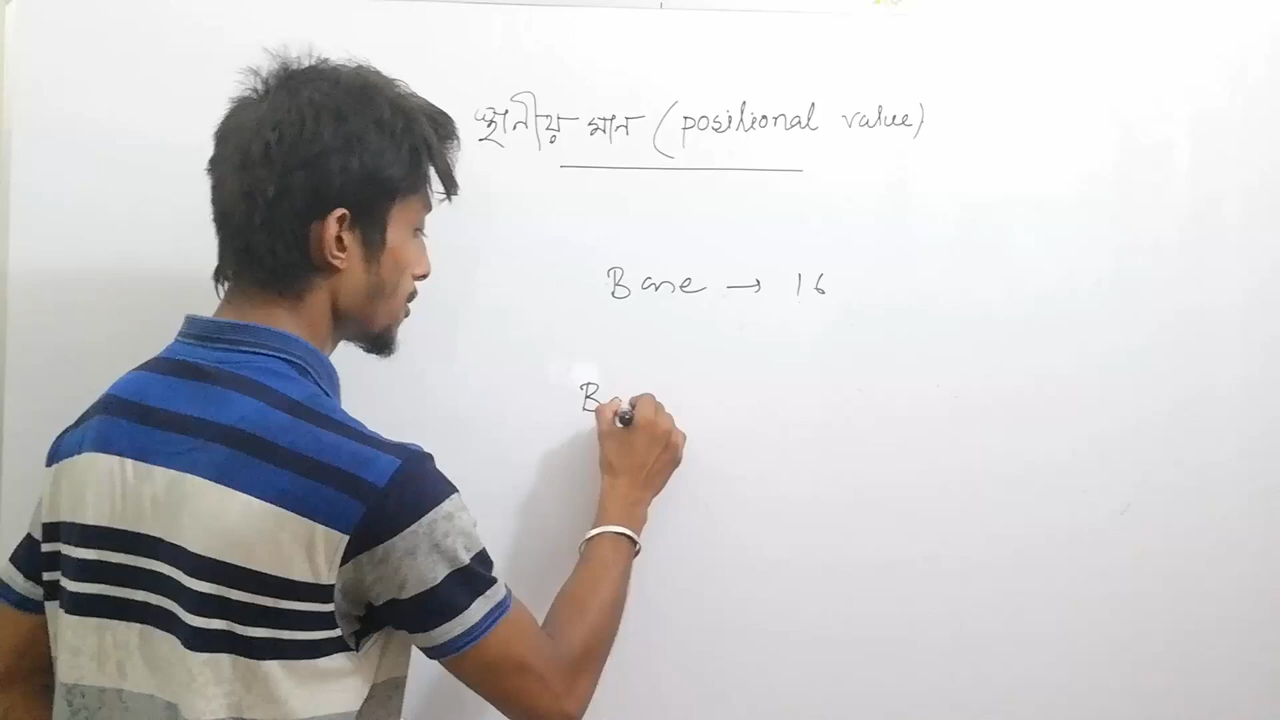 স্থানীয় মান (positional value)
Base → 16
B